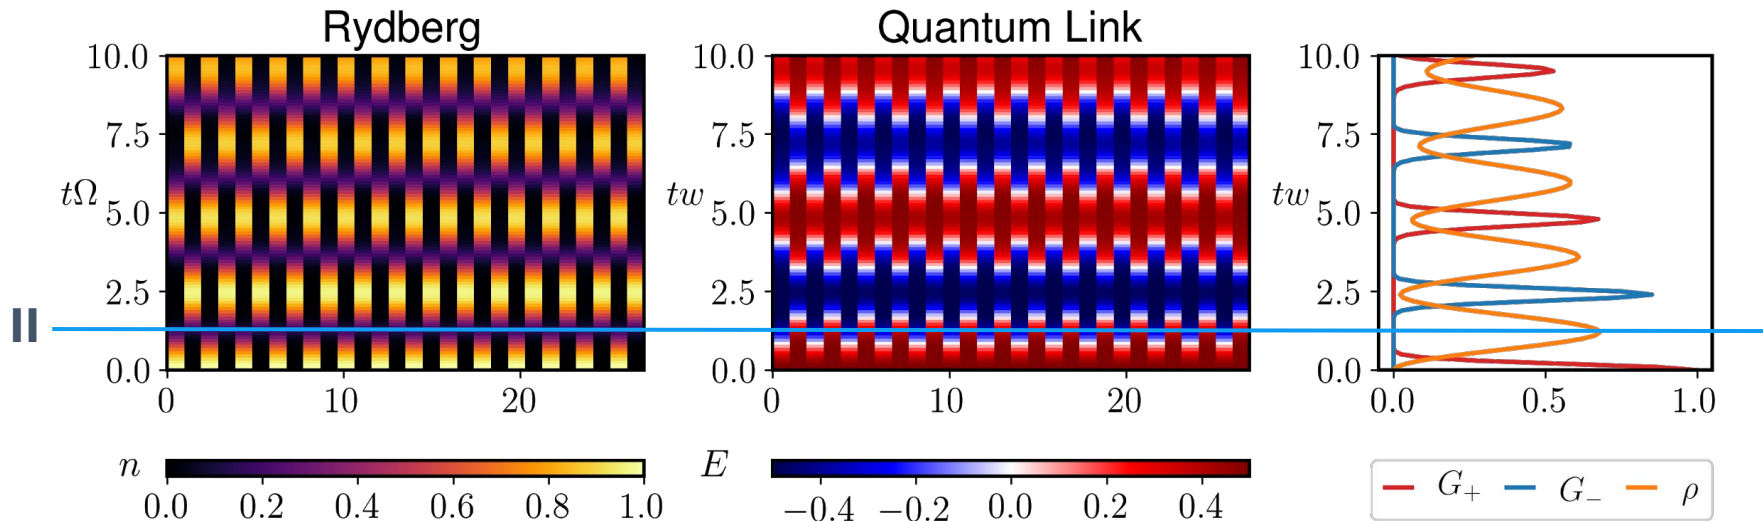 Rydberg
Quantum Link
10.0
7.5
tΩ
5.0
2.5
0.0
0 10 20
10.0
7.5
tw
5.0
2.5
0.0
0 10 20
10.0
7.5
tw
5.0
2.5
0.0
0.0 0.5 1.0
II
n
0.0 0.2 0.4 0.6 0.8 1.0
E
−0.4 −0.2 0.0 0.2 0.4
G₊ G₋ ρ